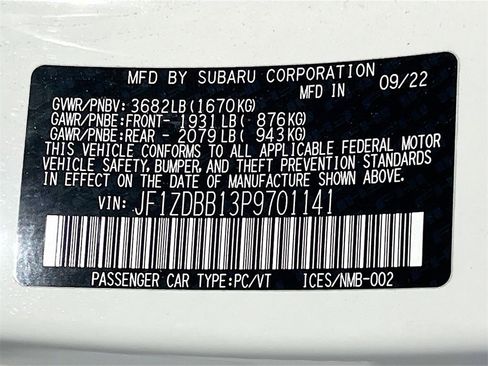 MFD BY SUBARU CORPORATION
MFD IN 09/22
GVWR/PNBV: 3682LB(1670KG)
GAWR/PNBE:FRONT- 1931LB( 876KG)
GAWR/PNBE:REAR - 2079LB( 943KG)
THIS VEHICLE CONFORMS TO ALL APPLICABLE FEDERAL MOTOR
VEHICLE SAFETY, BUMPER, AND THEFT PREVENTION STANDARDS
IN EFFECT ON THE DATE OF MANUFACTURE SHOWN ABOVE.
VIN: JF1ZDBB13P9701141
PASSENGER CAR TYPE:PC/VT ICES/NMB-002